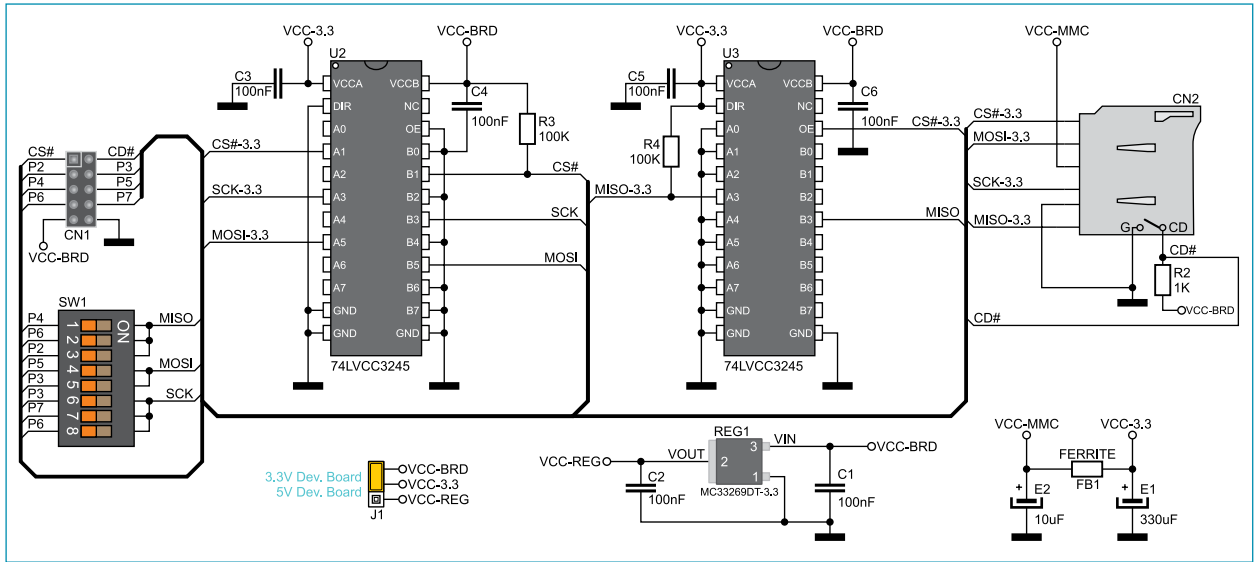 VCC-3.3
VCC-BRD
U2
C3
100nF
VCCA
VCCB
DIR
NC
A0
OE
A1
B0
A2
B1
A3
B2
A4
B3
A5
B4
A6
B5
A7
B6
GND
B7
GND
GND
74LVCC3245
C4
100nF
R3
100K
CS#-3.3
SCK-3.3
MOSI-3.3
CS#
SCK
MOSI
VCC-3.3
VCC-BRD
U3
C5
100nF
VCCA
VCCB
DIR
NC
A0
OE
A1
B0
A2
B1
A3
B2
A4
B3
A5
B4
A6
B5
A7
B6
GND
B7
GND
GND
74LVCC3245
C6
100nF
R4
100K
MISO-3.3
CS#-3.3
MISO
VCC-MMC
CN2
CS#-3.3
MOSI-3.3
SCK-3.3
MISO-3.3
G
CD
CD#
R2
1K
VCC-BRD
CD#
CS#
CD#
P2
P3
P4
P5
P6
P7
CN1
VCC-BRD
SW1
ON
P4
1
MISO
P6
2
P2
3
P5
4
MOSI
P3
5
P3
6
SCK
P7
7
P6
8
3.3V Dev. Board
5V Dev. Board
VCC-BRD
VCC-3.3
VCC-REG
J1
REG1
VCC-REG
VOUT
2
3
1
VIN
VCC-BRD
MC33269DT-3.3
C2
100nF
C1
100nF
VCC-MMC
VCC-3.3
FERRITE
FB1
+
E2
10uF
+
E1
330uF